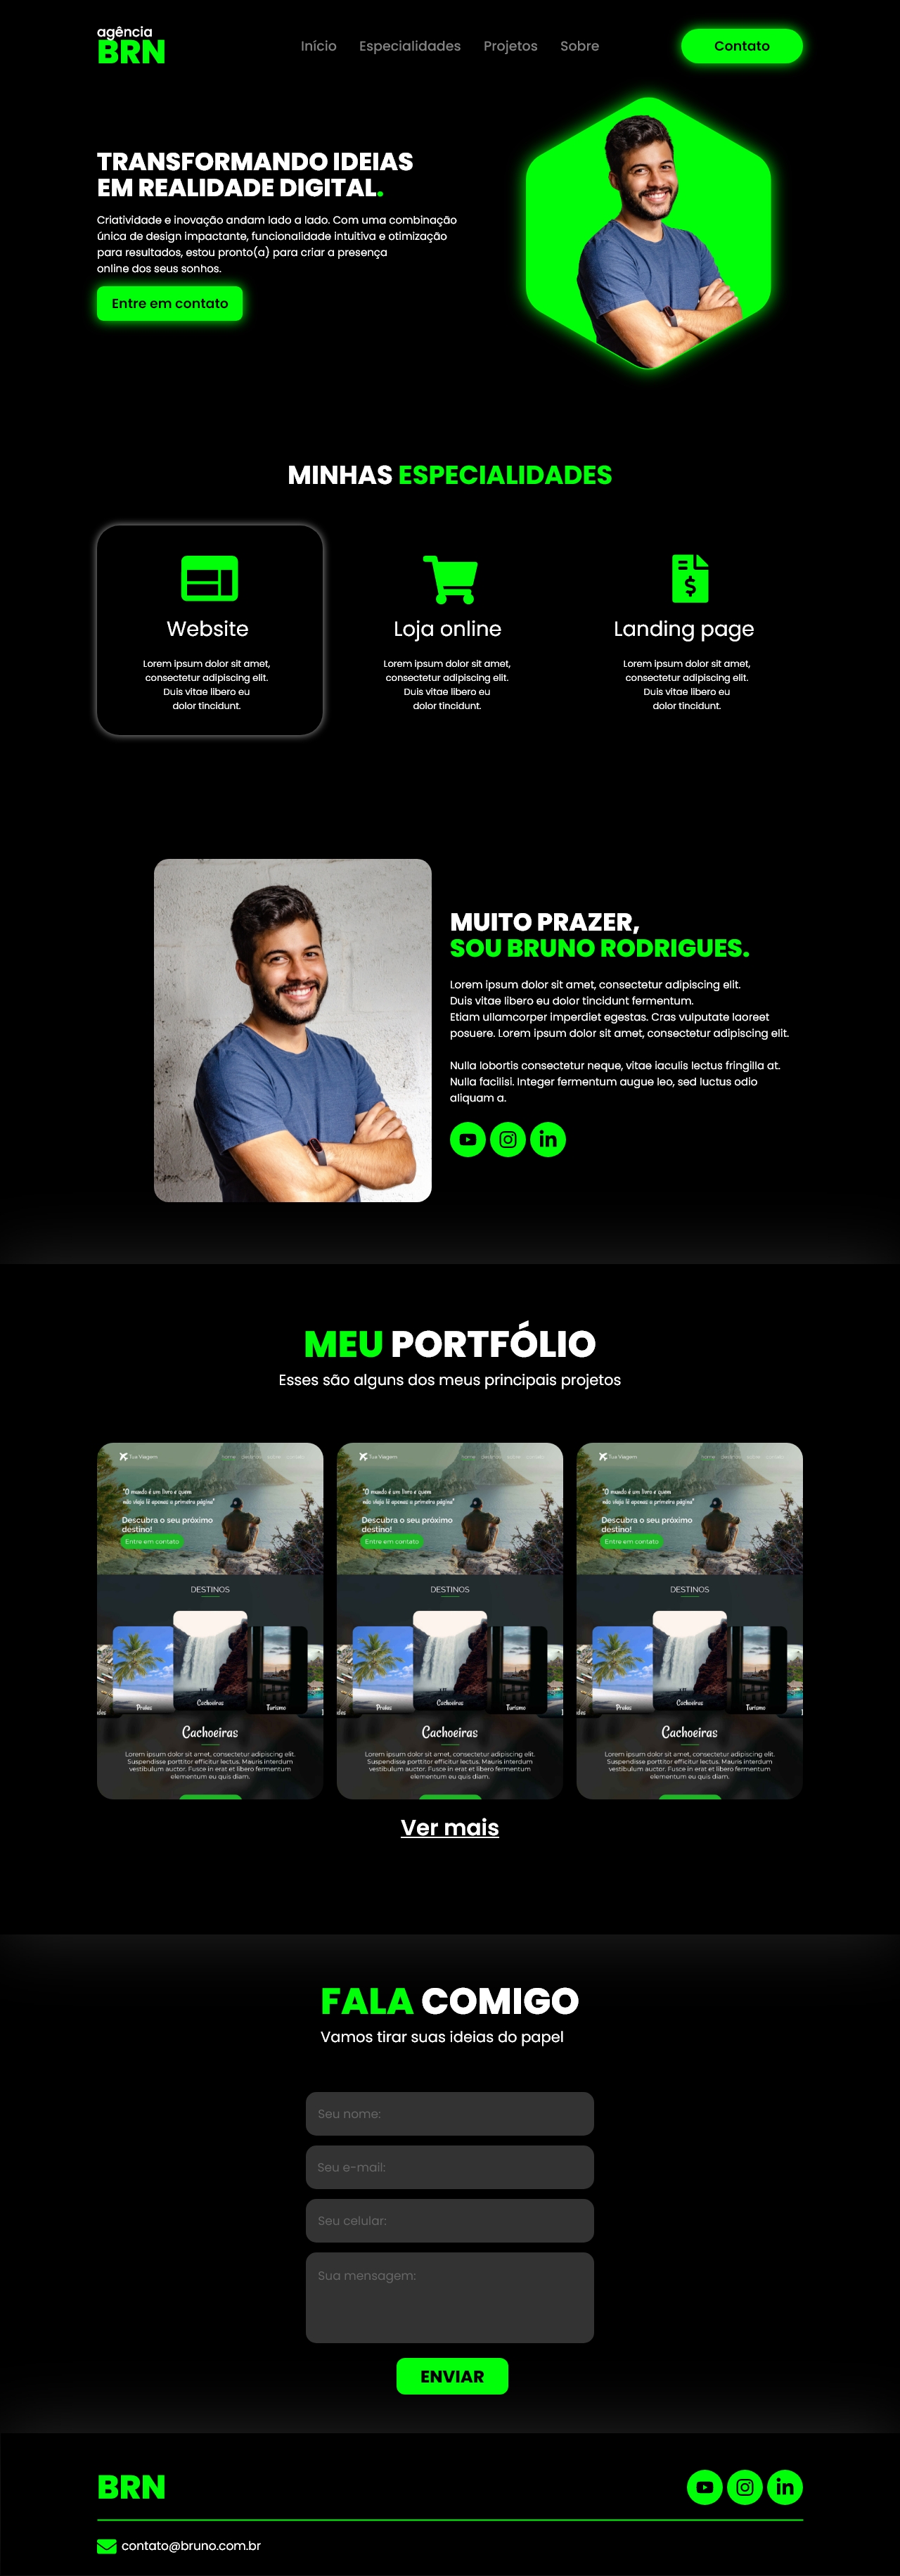 agência
BRN
Início Especialidades Projetos Sobre Contato
TRANSFORMANDO IDEIAS
EM REALIDADE DIGITAL.
Criatividade e inovação andam lado a lado. Com uma combinação
única de design impactante, funcionalidade intuitiva e otimização
para resultados, estou pronto(a) para criar a presença
online dos seus sonhos.
Entre em contato
MINHAS ESPECIALIDADES
Website
Lorem ipsum dolor sit amet,
consectetur adipiscing elit.
Duis vitae libero eu
dolor tincidunt.
Loja online
Lorem ipsum dolor sit amet,
consectetur adipiscing elit.
Duis vitae libero eu
dolor tincidunt.
Landing page
Lorem ipsum dolor sit amet,
consectetur adipiscing elit.
Duis vitae libero eu
dolor tincidunt.
MUITO PRAZER,
SOU BRUNO RODRIGUES.
Lorem ipsum dolor sit amet, consectetur adipiscing elit.
Duis vitae libero eu dolor tincidunt fermentum.
Etiam ullamcorper imperdiet egestas. Cras vulputate laoreet
posuere. Lorem ipsum dolor sit amet, consectetur adipiscing elit.
Nulla lobortis consectetur neque, vitae iaculis lectus fringilla at.
Nulla facilisi. Integer fermentum augue leo, sed luctus odio
aliquam a.
MEU PORTFÓLIO
Esses são alguns dos meus principais projetos
Tua Viagem
"O mundo é um livro e quem
não viaja lê apenas a primeira página"
Descubra o seu próximo
destino!
Entre em contato
DESTINOS
Praias
Cachoeiras
Turismo
Cachoeiras
Lorem ipsum dolor sit amet, consectetur adipiscing elit.
Suspendisse porttitor efficitur lectus. Mauris interdum
vestibulum auctor. Fusce in erat et libero fermentum
elementum eu quis diam.
Tua Viagem
"O mundo é um livro e quem
não viaja lê apenas a primeira página"
Descubra o seu próximo
destino!
Entre em contato
DESTINOS
Praias
Cachoeiras
Turismo
Cachoeiras
Lorem ipsum dolor sit amet, consectetur adipiscing elit.
Suspendisse porttitor efficitur lectus. Mauris interdum
vestibulum auctor. Fusce in erat et libero fermentum
elementum eu quis diam.
Tua Viagem
"O mundo é um livro e quem
não viaja lê apenas a primeira página"
Descubra o seu próximo
destino!
Entre em contato
DESTINOS
Praias
Cachoeiras
Turismo
Cachoeiras
Lorem ipsum dolor sit amet, consectetur adipiscing elit.
Suspendisse porttitor efficitur lectus. Mauris interdum
vestibulum auctor. Fusce in erat et libero fermentum
elementum eu quis diam.
Ver mais
FALA COMIGO
Vamos tirar suas ideias do papel
Seu nome:
Seu e-mail:
Seu celular:
Sua mensagem:
ENVIAR
BRN
contato@bruno.com.br